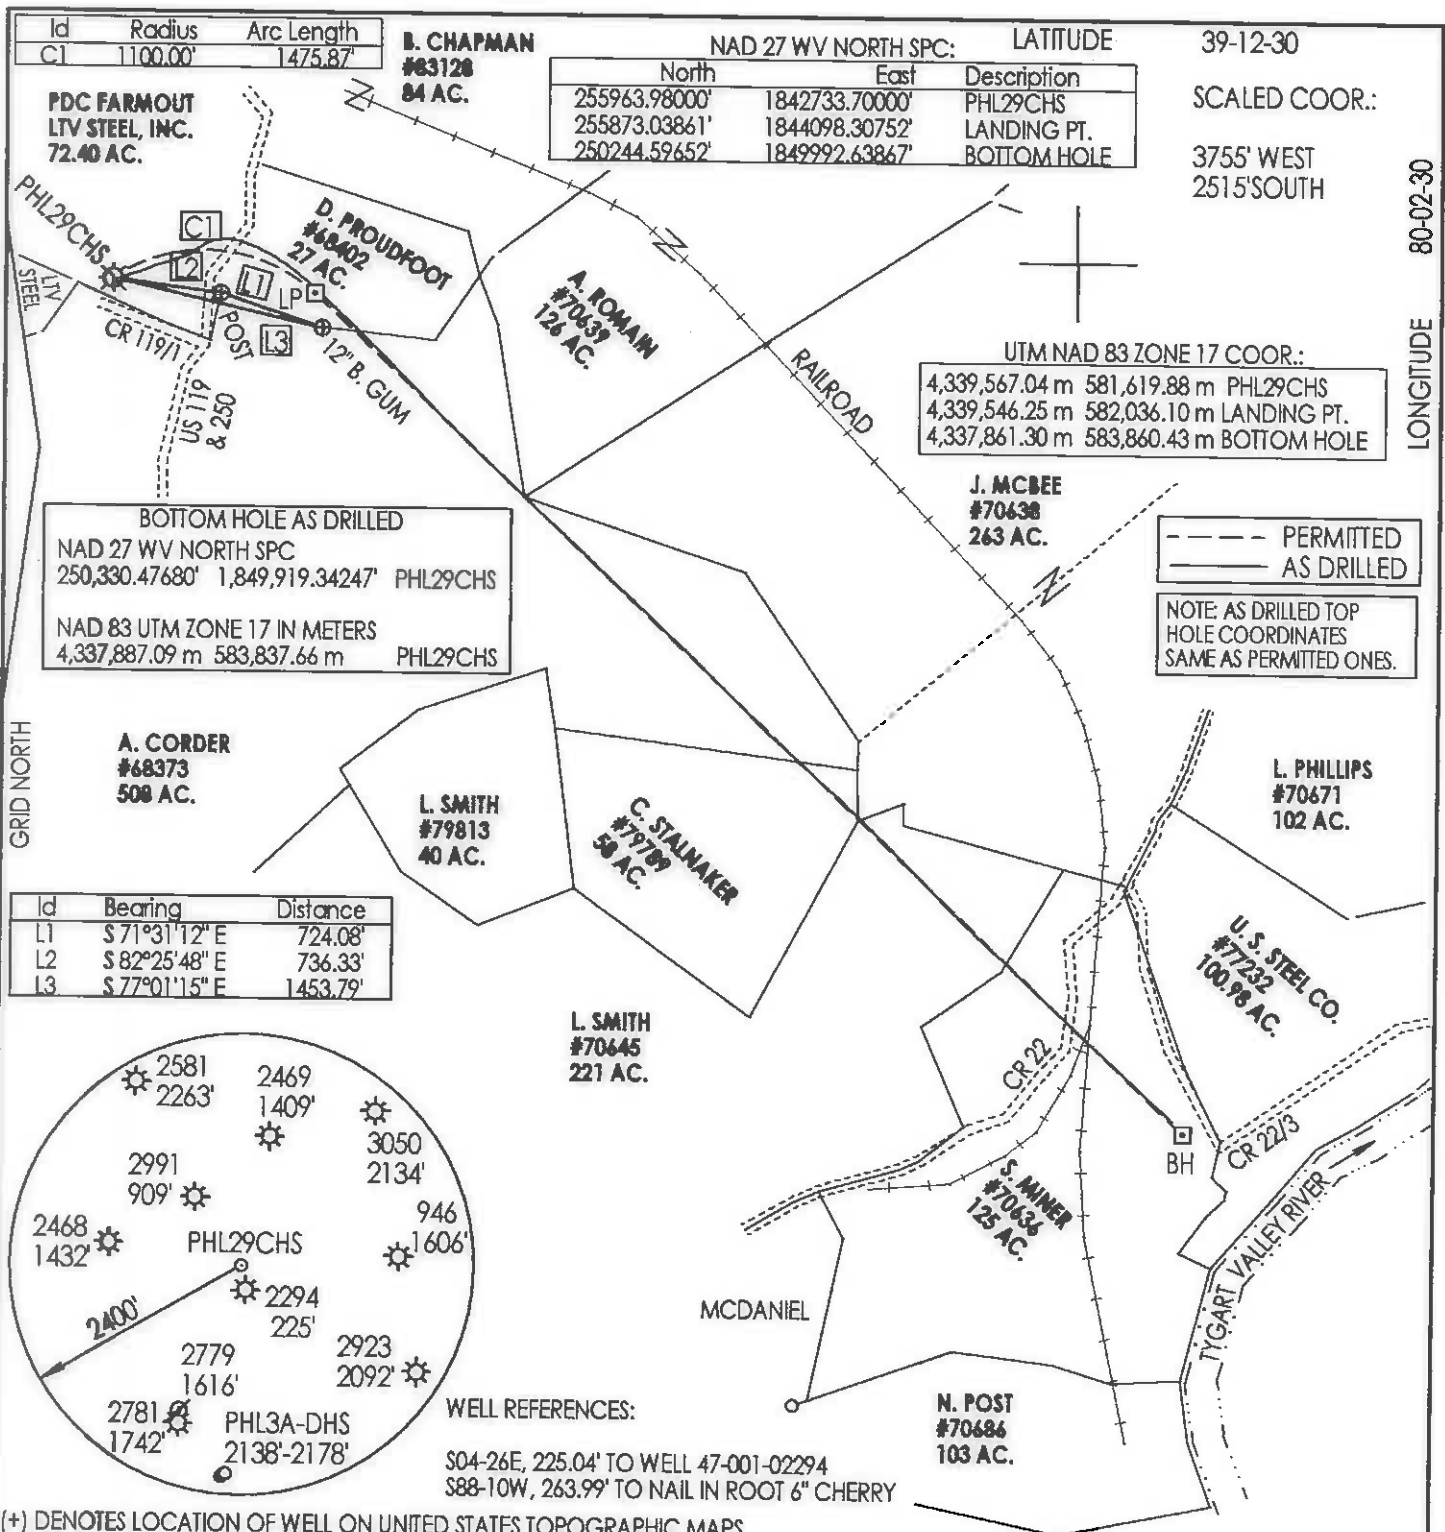 Id Radius Arc Length
C1 1100.00' 1475.87'
B. CHAPMAN
#83128
84 AC.
NAD 27 WV NORTH SPC:
North East Description
255963.98000' 1842733.70000' PHL29CHS
255873.03861' 1844098.30752' LANDING PT.
250244.59652' 1849992.63867' BOTTOM HOLE
LATITUDE 39-12-30
SCALED COOR.:
3755' WEST
2515'SOUTH
LONGITUDE 80-02-30
PDC FARMOUT
LTV STEEL, INC.
72.40 AC.
PHL29CHS
C1
L2
L1
LP
L3
LTV
STEEL
CR 119/1
POST
12" B. GUM
US 119
& 250
D. PROUDFOOT
#68402
27 AC.
A. ROMAIN
#70639
126 AC.
RAILROAD
UTM NAD 83 ZONE 17 COOR.:
4,339,567.04 m 581,619.88 m PHL29CHS
4,339,546.25 m 582,036.10 m LANDING PT.
4,337,861.30 m 583,860.43 m BOTTOM HOLE
J. MCBEE
#70638
263 AC.
BOTTOM HOLE AS DRILLED
NAD 27 WV NORTH SPC
250,330.47680' 1,849,919.34247' PHL29CHS
NAD 83 UTM ZONE 17 IN METERS
4,337,887.09 m 583,837.66 m PHL29CHS
PERMITTED
AS DRILLED
NOTE: AS DRILLED TOP
HOLE COORDINATES
SAME AS PERMITTED ONES.
GRID NORTH
A. CORDER
#68373
508 AC.
L. SMITH
#79813
40 AC.
C. STALNAKER
#79789
58 AC.
L. PHILLIPS
#70671
102 AC.
U. S. STEEL CO.
#77232
100.98 AC.
Id Bearing Distance
L1 S 71°31'12" E 724.08'
L2 S 82°25'48" E 736.33'
L3 S 77°01'15" E 1453.79'
L. SMITH
#70645
221 AC.
CR 22
BH
CR 22/3
TYGART VALLEY RIVER
S. MINER
#70636
125 AC.
MCDANIEL
N. POST
#70686
103 AC.
2581
2263'
2469
1409'
3050
2134'
2991
909'
2468
1432'
946
1606'
PHL29CHS
2294
225'
2400'
2779
1616'
2923
2092'
2781
1742'
PHL3A-DHS
2138'-2178'
WELL REFERENCES:
S04-26E, 225.04' TO WELL 47-001-02294
S88-10W, 263.99' TO NAIL IN ROOT 6" CHERRY
(+) DENOTES LOCATION OF WELL ON UNITED STATES TOPOGRAPHIC MAPS